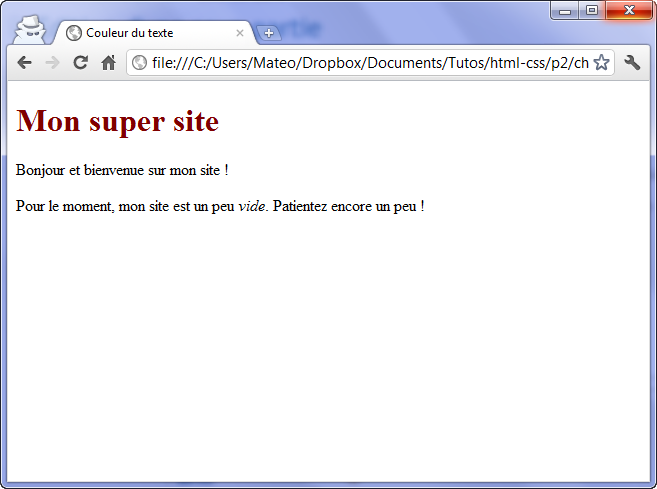 Couleur du texte
file:///C:/Users/Mateo/Dropbox/Documents/Tutos/html-css/p2/ch
Mon super site
Bonjour et bienvenue sur mon site !
Pour le moment, mon site est un peu vide. Patientez encore un peu !